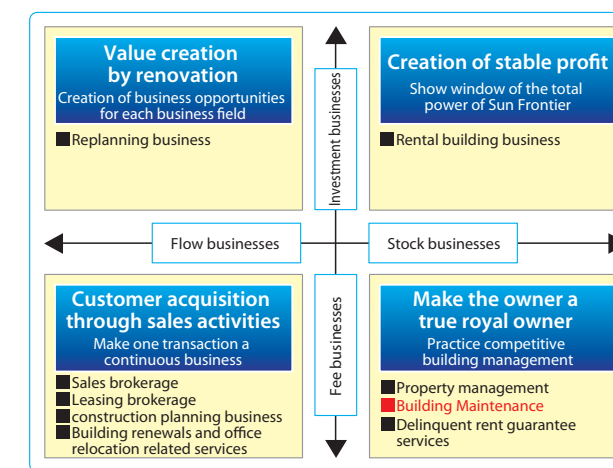 Value creation
by renovation
Creation of business opportunities
for each business field
Replanning business
Investment businesses
Creation of stable profit
Show window of the total
power of Sun Frontier
Rental building business
Flow businesses
Stock businesses
Customer acquisition
through sales activities
Make one transaction a
continuous business
Sales brokerage
Leasing brokerage
construction planning business
Building renewals and office
relocation related services
Fee businesses
Make the owner a
true royal owner
Practice competitive
building management
Property management
Building Maintenance
Delinquent rent guarantee
services